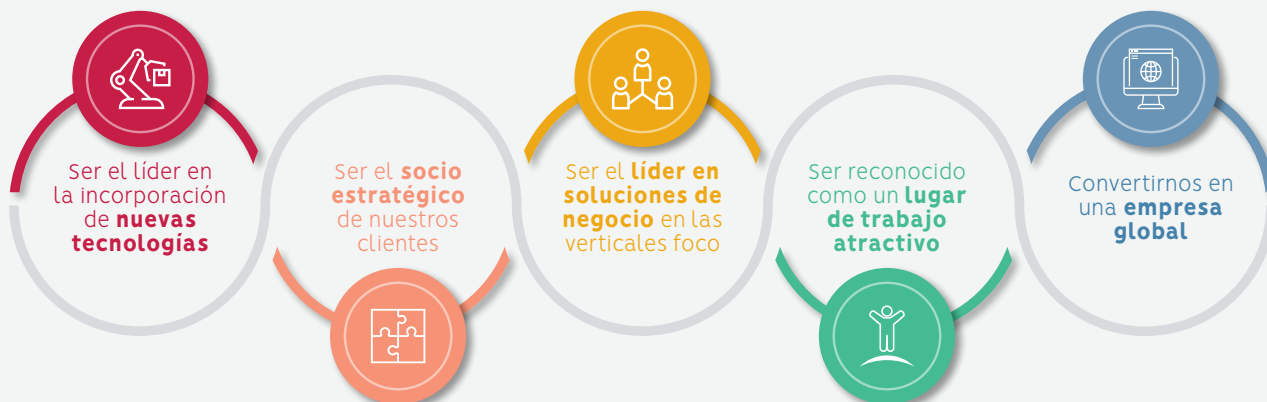 Ser el líder en
la incorporación
de nuevas
tecnologías
Ser el socio
estratégico
de nuestros
clientes
Ser el líder en
soluciones de
negocio en las
verticales foco
Ser reconocido
como un lugar
de trabajo
atractivo
Convertirnos en
una empresa
global